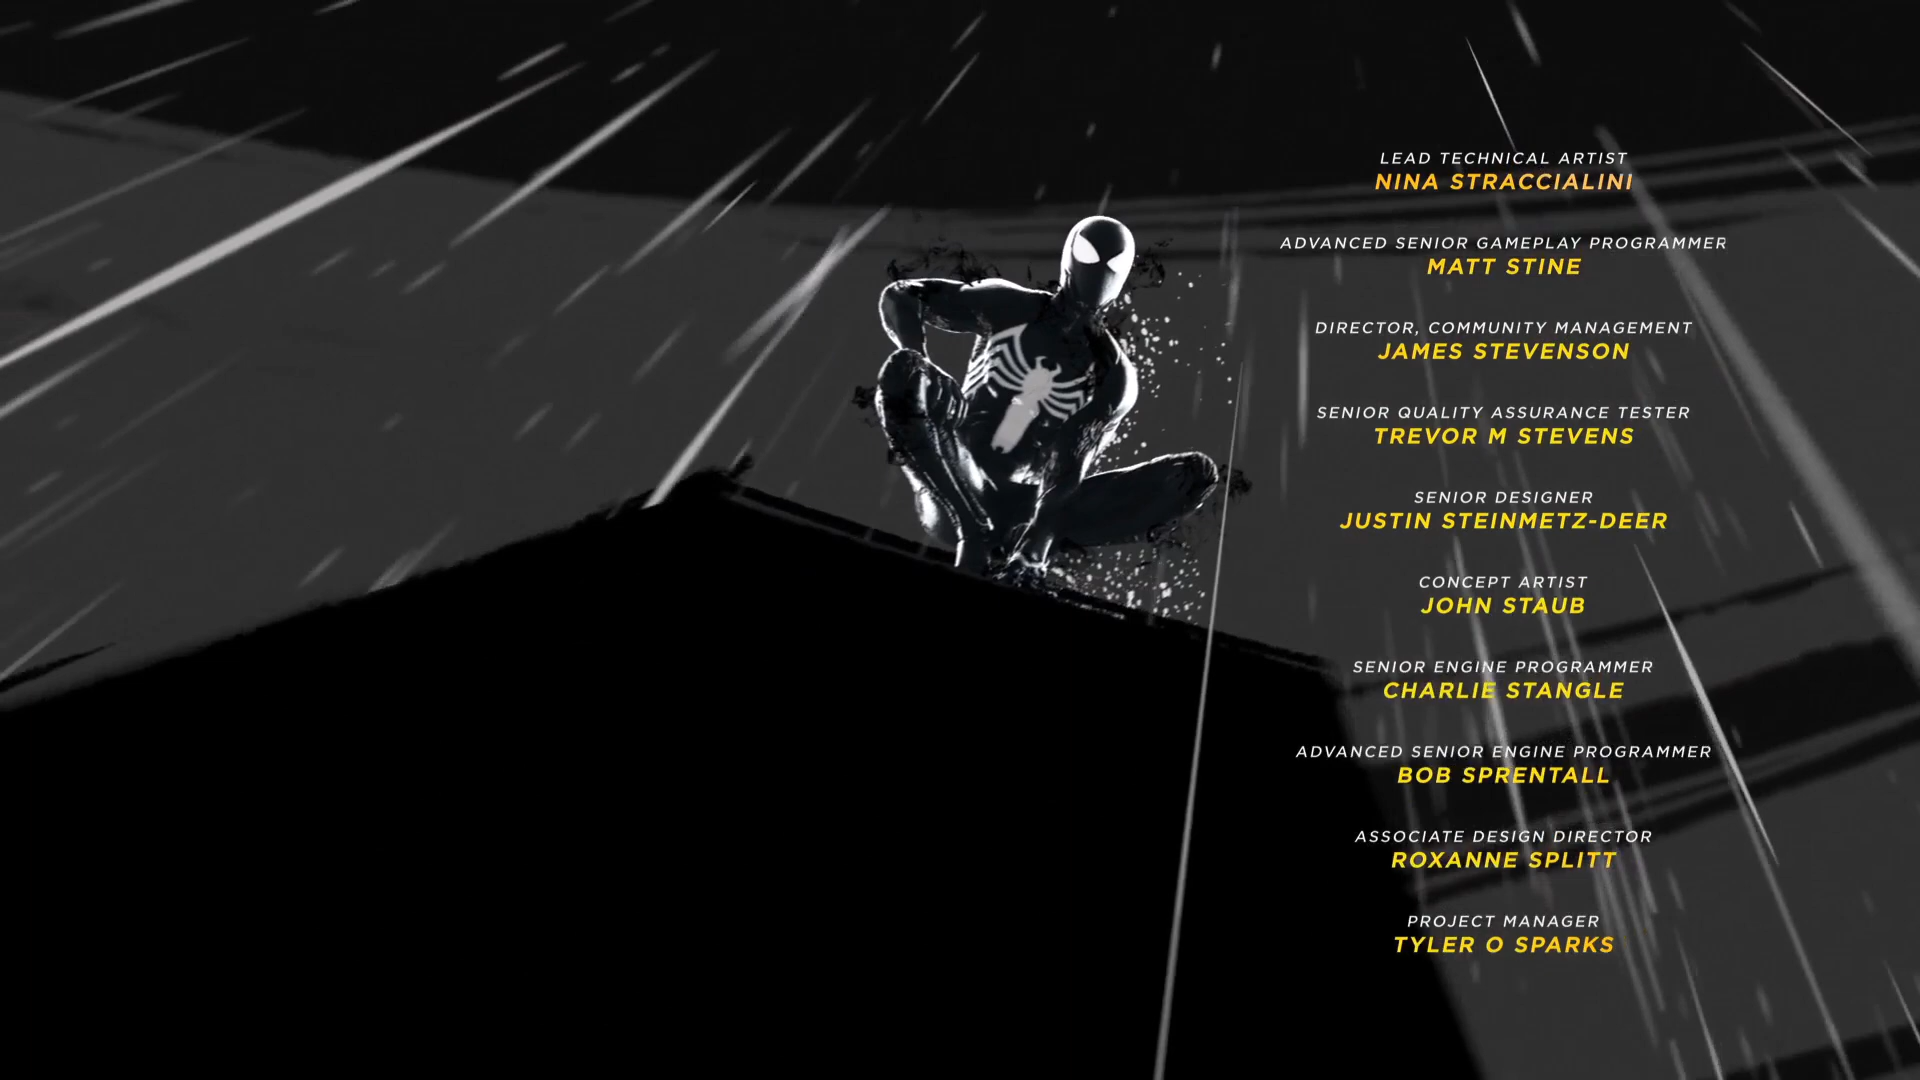 LEAD TECHNICAL ARTIST
NINA STRACCIALINI
ADVANCED SENIOR GAMEPLAY PROGRAMMER
MATT STINE
DIRECTOR, COMMUNITY MANAGEMENT
JAMES STEVENSON
SENIOR QUALITY ASSURANCE TESTER
TREVOR M STEVENS
SENIOR DESIGNER
JUSTIN STEINMETZ-DEER
CONCEPT ARTIST
JOHN STAUB
SENIOR ENGINE PROGRAMMER
CHARLIE STANGLE
ADVANCED SENIOR ENGINE PROGRAMMER
BOB SPRENTALL
ASSOCIATE DESIGN DIRECTOR
ROXANNE SPLITT
PROJECT MANAGER
TYLER O SPARKS